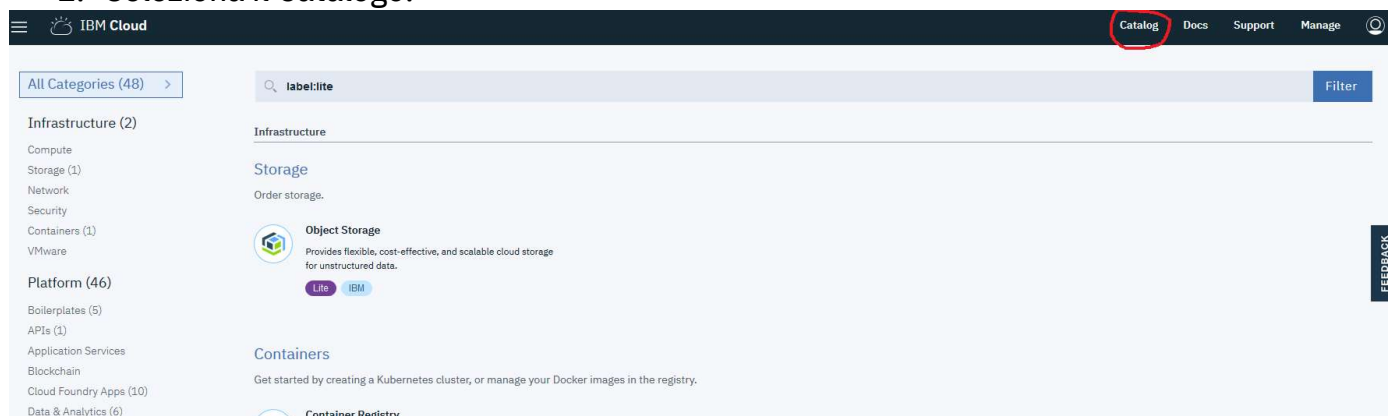 IBM Cloud
Catalog Docs Support Manage
All Categories (48) >
label:lite
Filter
Infrastructure (2)
Compute
Storage (1)
Network
Security
Containers (1)
VMware
Platform (46)
Boilerplates (5)
APIs (1)
Application Services
Blockchain
Cloud Foundry Apps (10)
Data & Analytics (6)
Infrastructure
Storage
Order storage.
Object Storage
Provides flexible, cost-effective, and scalable cloud storage
for unstructured data.
Lite IBM
Containers
Get started by creating a Kubernetes cluster, or manage your Docker images in the registry.
Container Registry
FEEDBACK